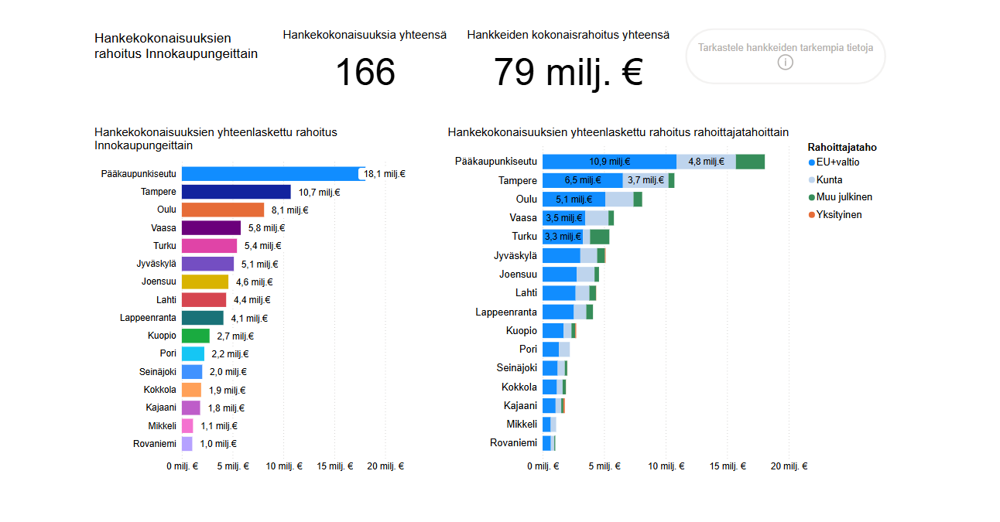 Hankekokonaisuuksien
rahoitus Innokaupungeittain
Hankekokonaisuuksia yhteensä
166
Hankkeiden kokonaisrahoitus yhteensä
79 milj. €
Tarkastele hankkeiden tarkempia tietoja
Hankekokonaisuuksien yhteenlaskettu rahoitus
Innokaupungeittain
Pääkaupunkiseutu 18,1 milj.€
Tampere 10,7 milj.€
Oulu 8,1 milj.€
Vaasa 5,8 milj.€
Turku 5,4 milj.€
Jyväskylä 5,1 milj.€
Joensuu 4,6 milj.€
Lahti 4,4 milj.€
Lappeenranta 4,1 milj.€
Kuopio 2,7 milj.€
Pori 2,2 milj.€
Seinäjoki 2,0 milj.€
Kokkola 1,9 milj.€
Kajaani 1,8 milj.€
Mikkeli 1,1 milj.€
Rovaniemi 1,0 milj.€
0 milj. € 5 milj. € 10 milj. € 15 milj. € 20 milj. €
Hankekokonaisuuksien yhteenlaskettu rahoitus rahoittajatahoittain
Pääkaupunkiseutu 10,9 milj.€ 4,8 milj.€
Tampere 6,5 milj.€ 3,7 milj.€
Oulu 5,1 milj.€
Vaasa 3,5 milj.€
Turku 3,3 milj.€
Jyväskylä
Joensuu
Lahti
Lappeenranta
Kuopio
Pori
Seinäjoki
Kokkola
Kajaani
Mikkeli
Rovaniemi
0 milj. € 5 milj. € 10 milj. € 15 milj. € 20 milj. €
Rahoittajataho
EU+valtio
Kunta
Muu julkinen
Yksityinen